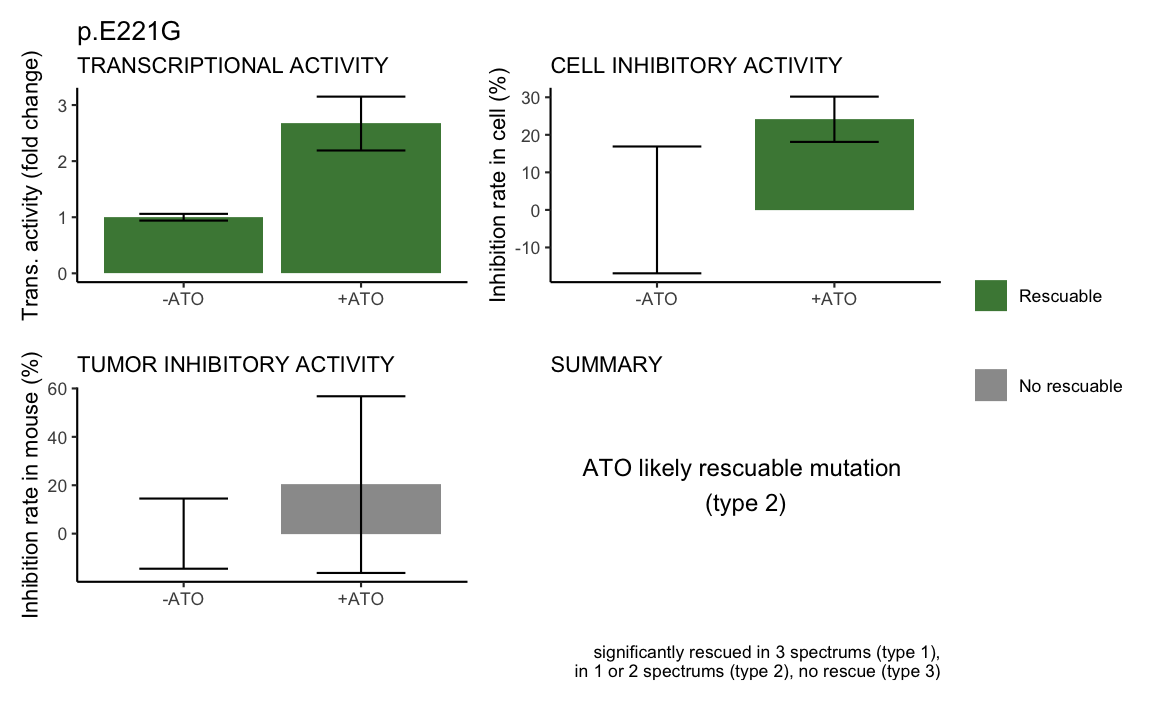 p.E221G
TRANSCRIPTIONAL ACTIVITY
Trans. activity (fold change)
3
2
1
0
-ATO
+ATO
CELL INHIBITORY ACTIVITY
Inhibition rate in cell (%)
30
20
10
0
-10
-ATO
+ATO
Rescuable
No rescuable
TUMOR INHIBITORY ACTIVITY
Inhibition rate in mouse (%)
60
40
20
0
-ATO
+ATO
SUMMARY
ATO likely rescuable mutation
(type 2)
significantly rescued in 3 spectrums (type 1),
in 1 or 2 spectrums (type 2), no rescue (type 3)